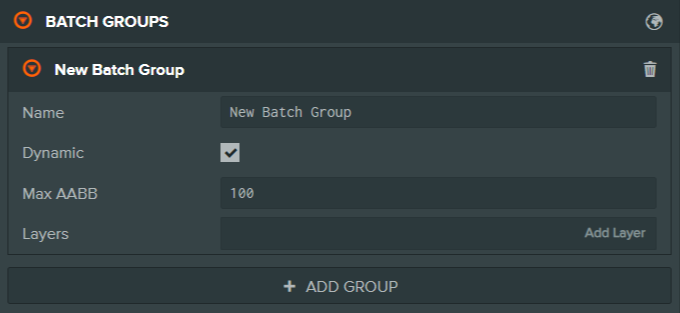 BATCH GROUPS
New Batch Group
Name New Batch Group
Dynamic
Max AABB 100
Layers Add Layer
+ ADD GROUP